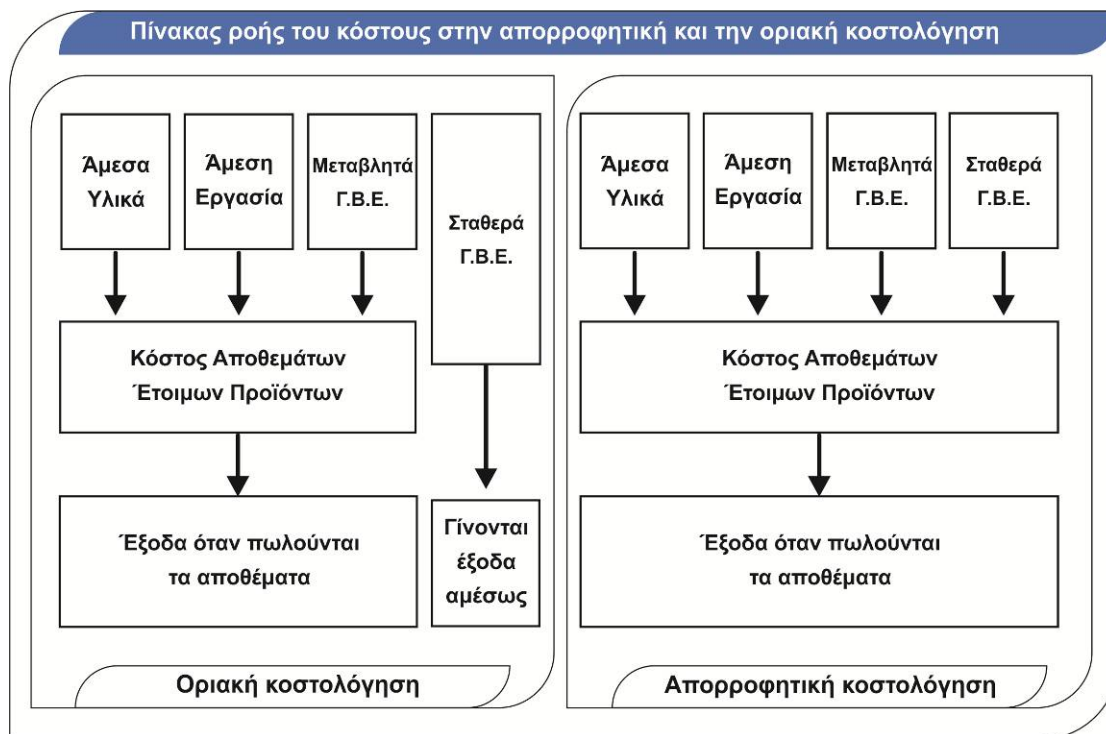 Πίνακας ροής του κόστους στην απορροφητική και την οριακή κοστολόγηση
Άμεσα
Υλικά
Άμεση
Εργασία
Μεταβλητά
Γ.Β.Ε.
Σταθερά
Γ.Β.Ε.
Κόστος Αποθεμάτων
Έτοιμων Προϊόντων
Έξοδα όταν πωλούνται
τα αποθέματα
Γίνονται
έξοδα
αμέσως
Οριακή κοστολόγηση
Άμεσα
Υλικά
Άμεση
Εργασία
Μεταβλητά
Γ.Β.Ε.
Σταθερά
Γ.Β.Ε.
Κόστος Αποθεμάτων
Έτοιμων Προϊόντων
Έξοδα όταν πωλούνται
τα αποθέματα
Απορροφητική κοστολόγηση